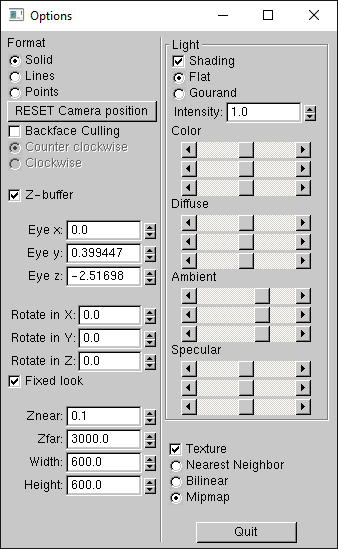 Options
Format
Solid
Lines
Points
RESET Camera position
Backface Culling
Counter clockwise
Clockwise
Z-buffer
Eye x: 0.0
Eye y: 0.399447
Eye z: -2.51698
Rotate in X: 0.0
Rotate in Y: 0.0
Rotate in Z: 0.0
Fixed look
Znear: 0.1
Zfar: 3000.0
Width: 600.0
Height: 600.0
Light
Shading
Flat
Gourand
Intensity: 1.0
Color
Diffuse
Ambient
Specular
Texture
Nearest Neighbor
Bilinear
Mipmap
Quit